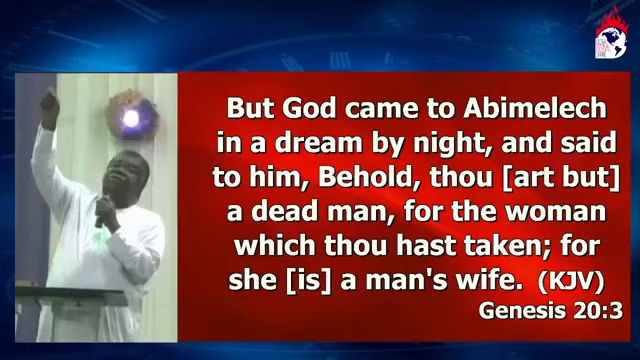 But God came to Abimelech
in a dream by night, and said
to him, Behold, thou [art but]
a dead man, for the woman
which thou hast taken; for
she [is] a man's wife. (KJV)
Genesis 20:3